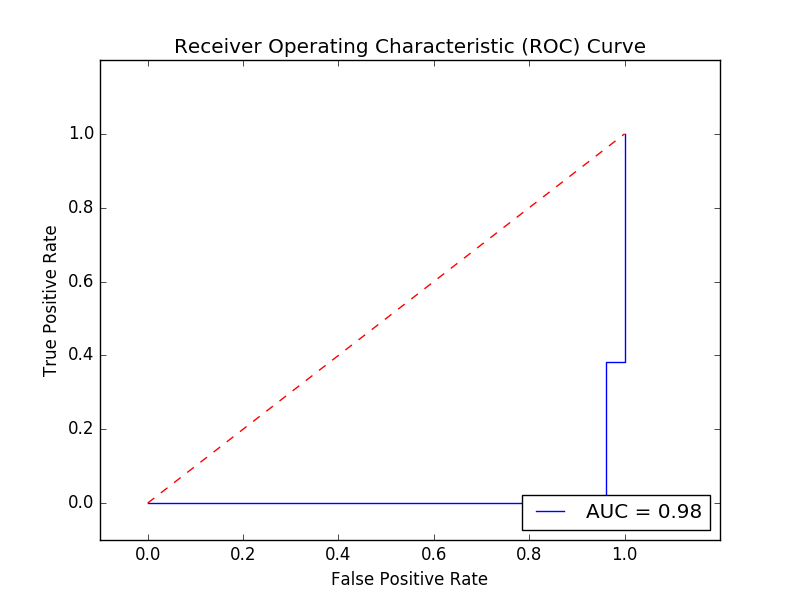 Receiver Operating Characteristic (ROC) Curve
True Positive Rate
1.0
0.8
0.6
0.4
0.2
0.0
AUC = 0.98
0.0 0.2 0.4 0.6 0.8 1.0
False Positive Rate